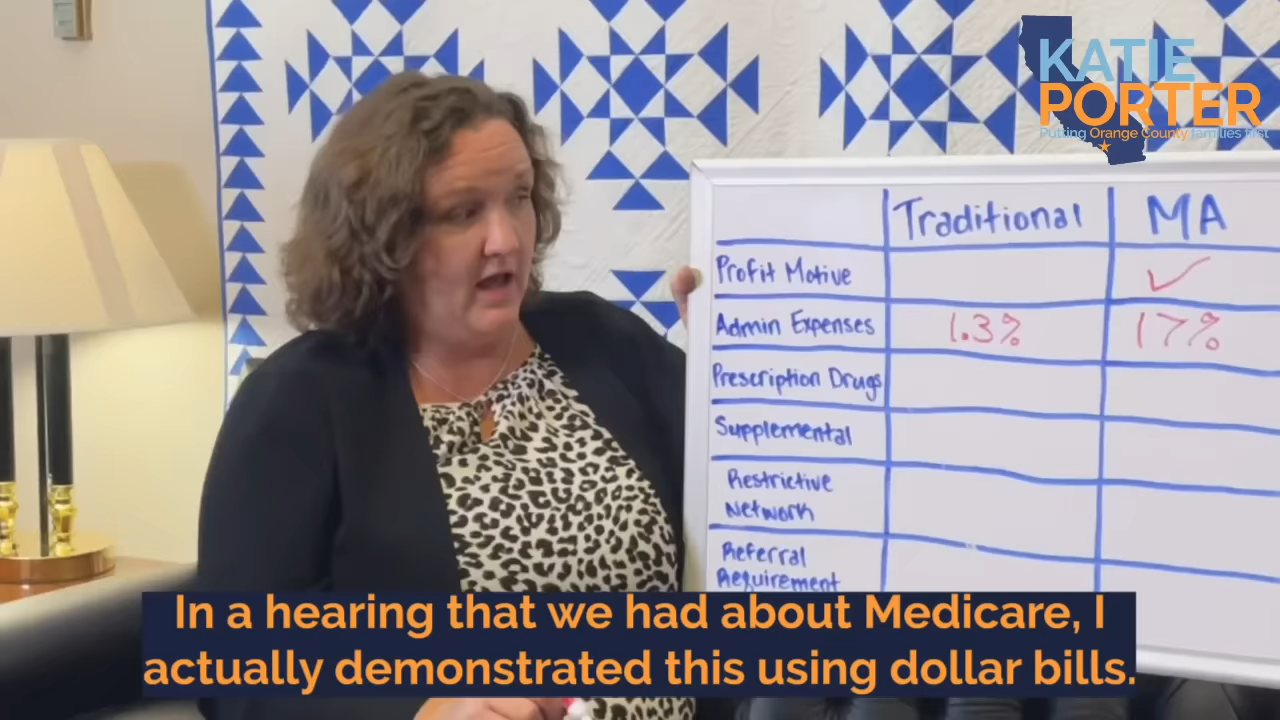 KATIE
PORTER
Putting Orange County families first
Traditional MA
Profit Motive ✓
Admin Expenses 1.3% 17%
Prescription Drugs
Supplemental
Restrictive
Network
Referral
Requirement
In a hearing that we had about Medicare, I
actually demonstrated this using dollar bills.